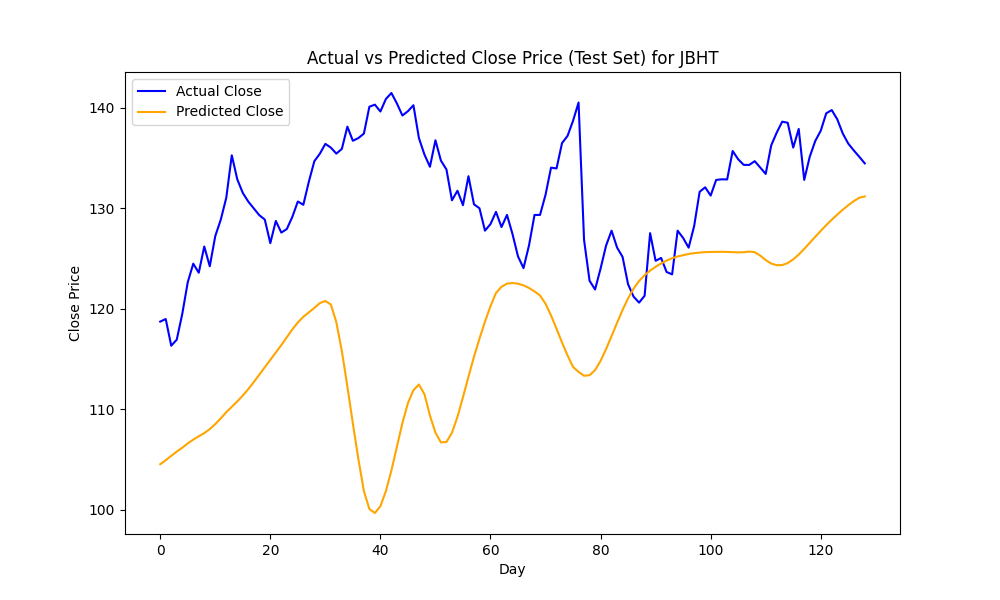 Actual vs Predicted Close Price (Test Set) for JBHT
Actual Close
Predicted Close
Close Price
140
130
120
110
100
0 20 40 60 80 100 120
Day